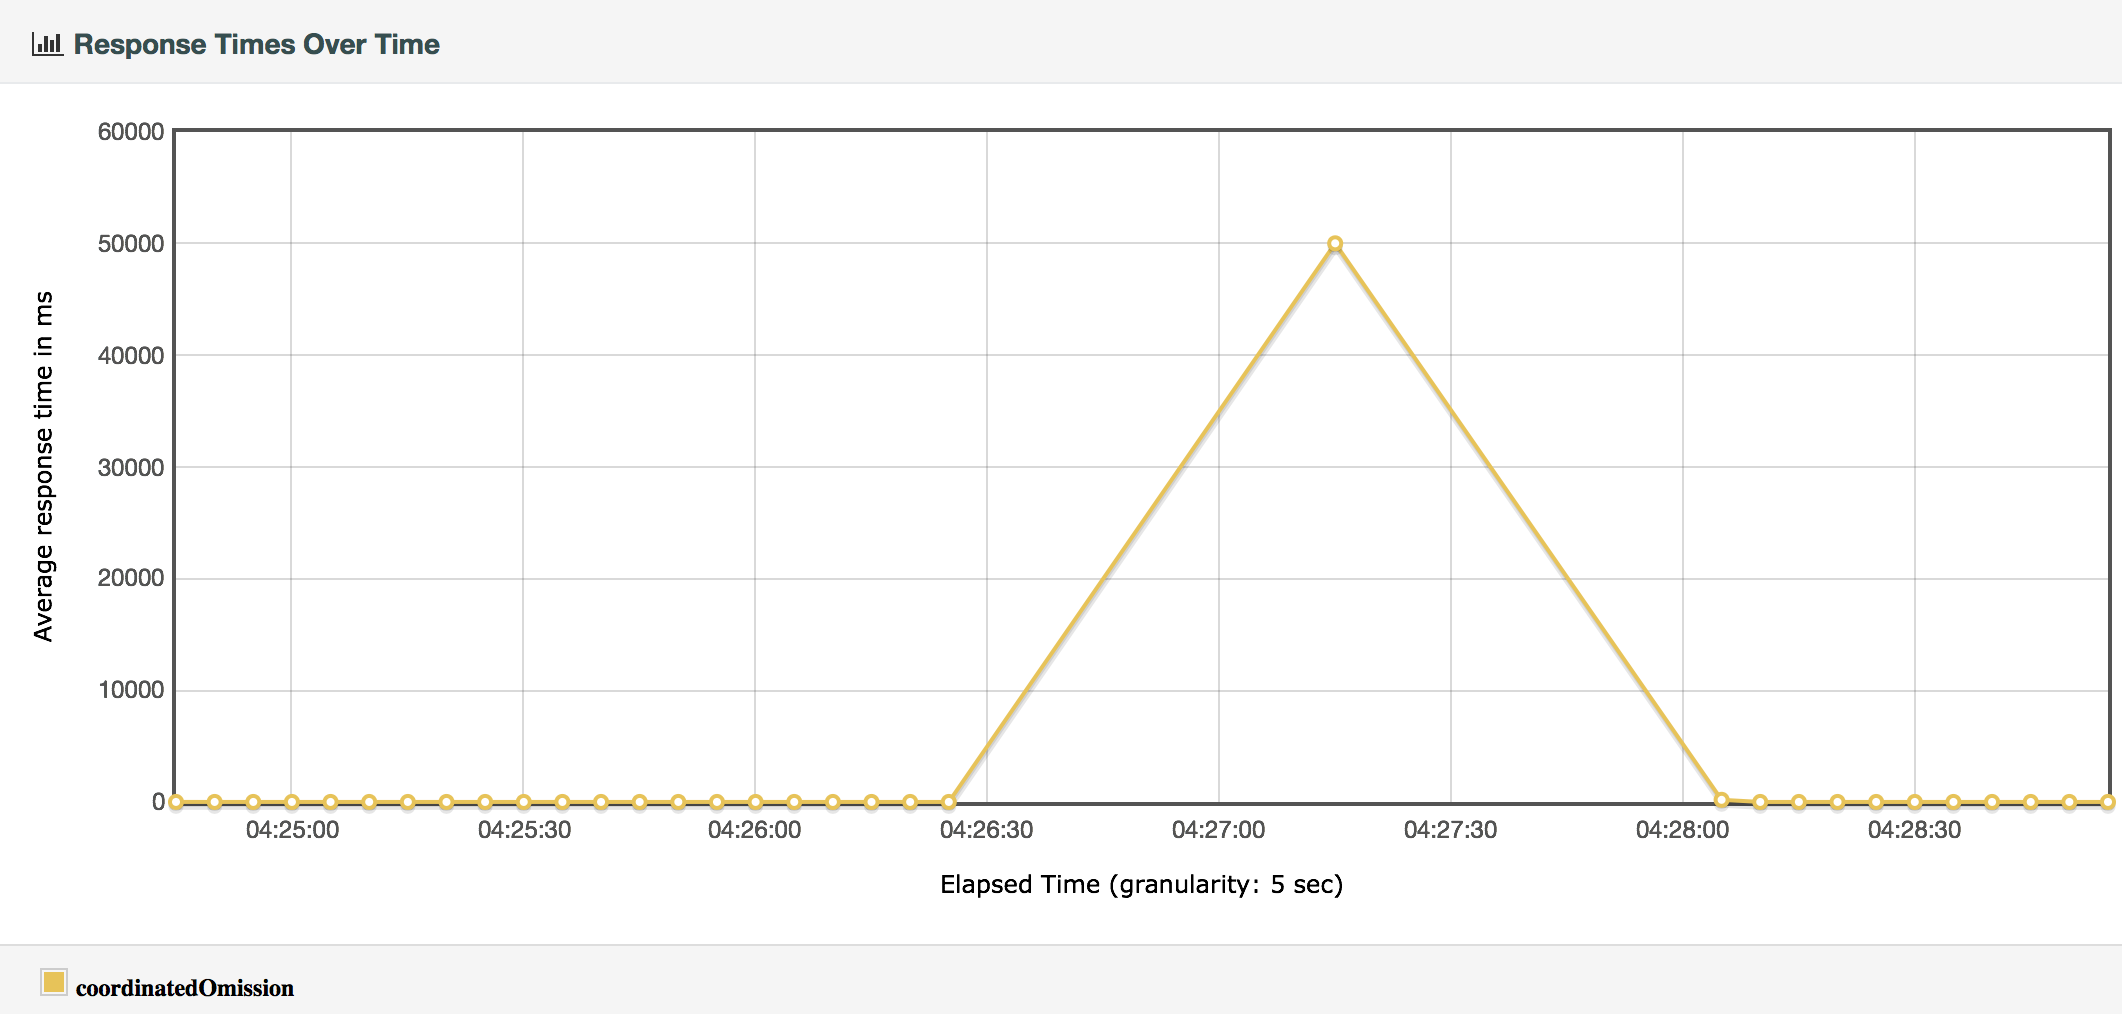 Response Times Over Time
60000
50000
40000
30000
20000
10000
0
Average response time in ms
04:25:00 04:25:30 04:26:00 04:26:30 04:27:00 04:27:30 04:28:00 04:28:30
Elapsed Time (granularity: 5 sec)
coordinatedOmission